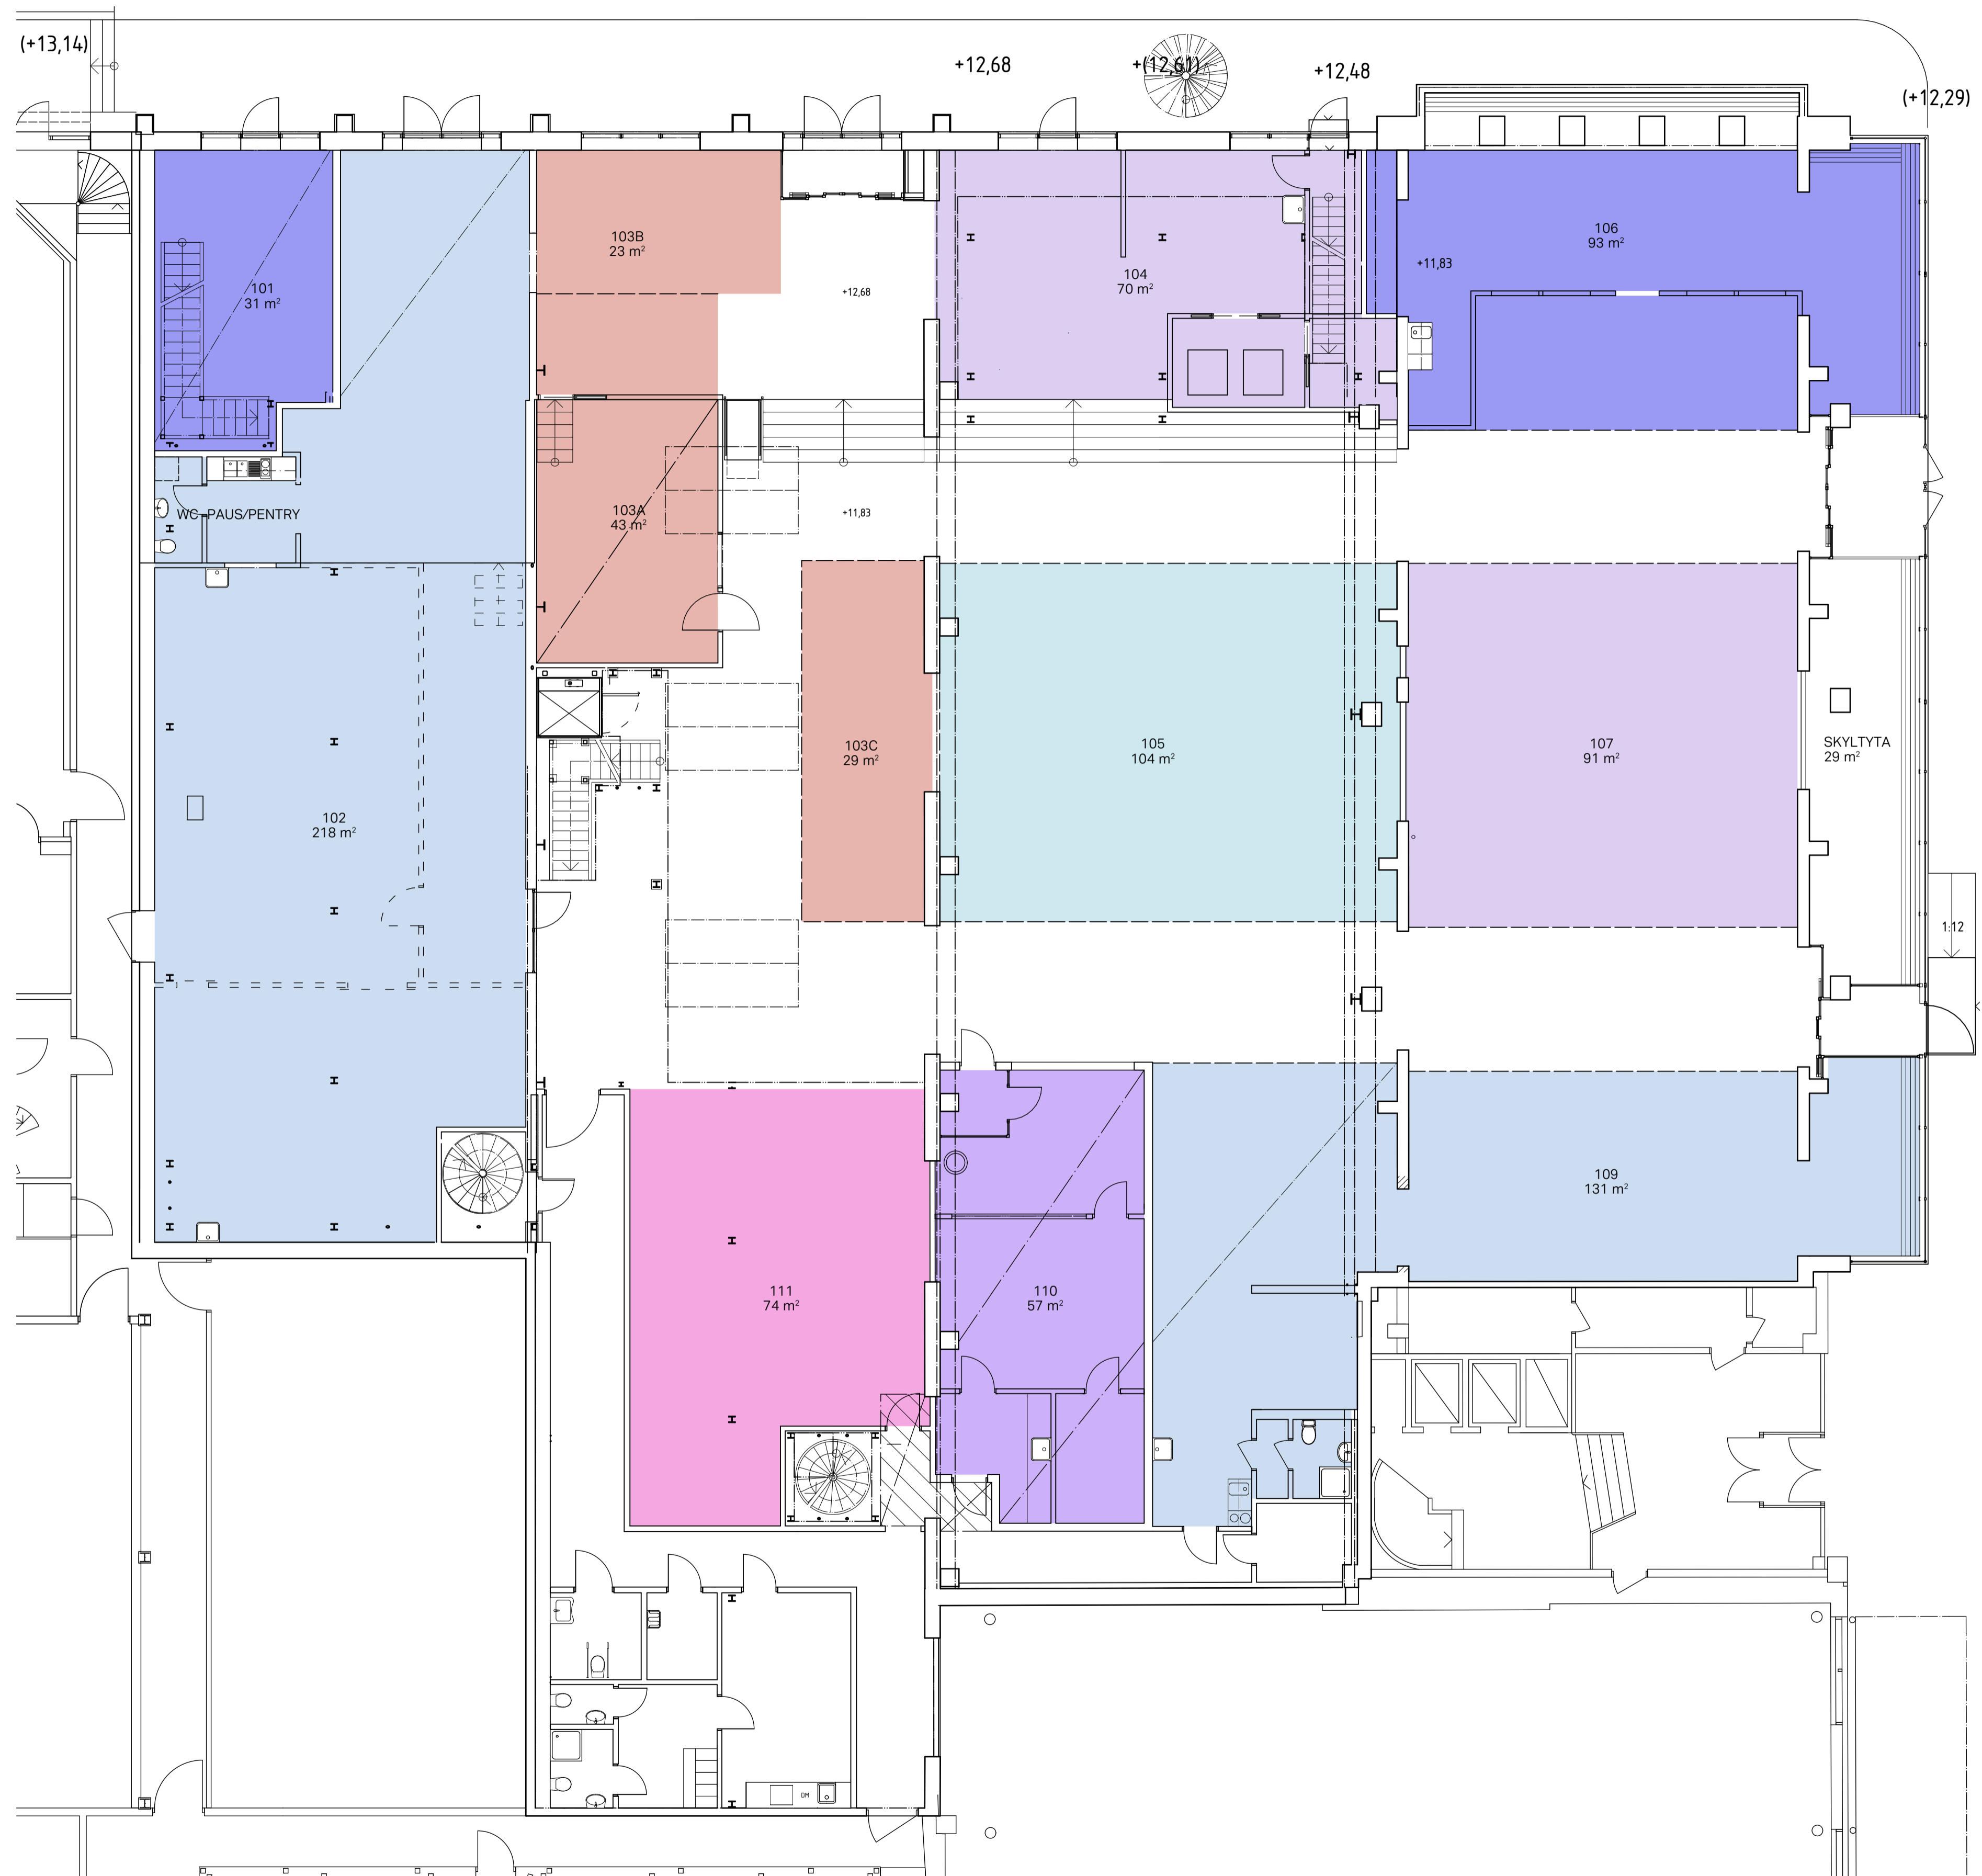 (+13,14)
+12,68
+(12,61)
+12,48
(+12,29)
103B
23 m²
106
93 m²
+11,83
104
70 m²
101
31 m²
+12,68
WC
PAUS/PENTRY
103A
43 m²
+11,83
103C
29 m²
105
104 m²
107
91 m²
SKYLTYTA
29 m²
102
218 m²
1:12
109
131 m²
111
74 m²
110
57 m²
DM